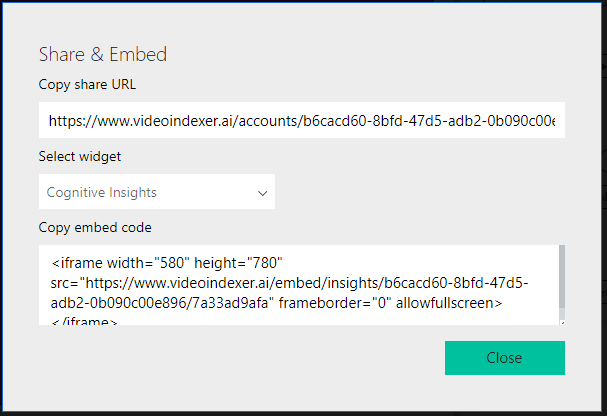 Share & Embed
Copy share URL
https://www.videoindexer.ai/accounts/b6cacd60-8bfd-47d5-adb2-0b090c00e
Select widget
Cognitive Insights
Copy embed code
<iframe width="580" height="780"
src="https://www.videoindexer.ai/embed/insights/b6cacd60-8bfd-47d5-
adb2-0b090c00e896/7a33ad9afa" frameborder="0" allowfullscreen>
</iframe>
Close